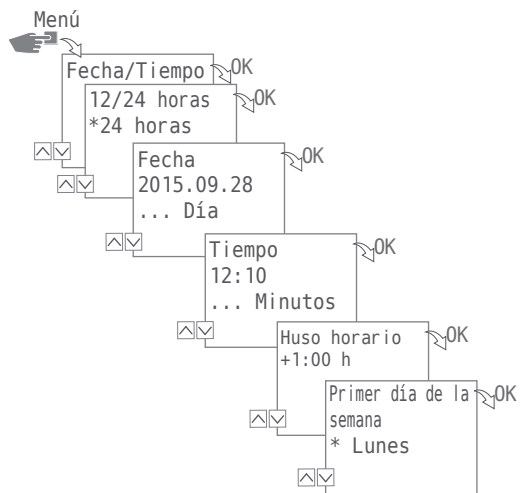 Menú
Fecha/Tiempo OK
12/24 horas OK
*24 horas
Fecha OK
2015.09.28
... Día
Tiempo OK
12:10
... Minutos
Huso horario OK
+1:00 h
Primer día de la OK
semana
* Lunes